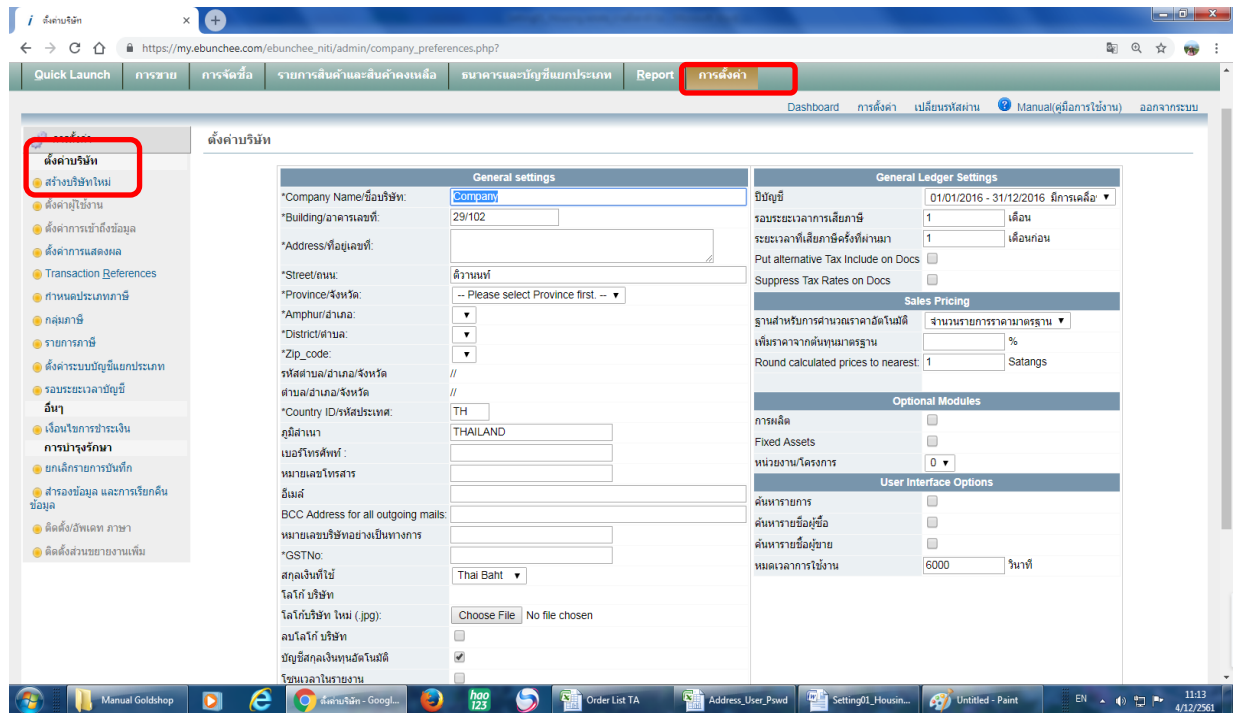 ตั้งค่าบริษัท
https://my.ebunchee.com/ebunchee_niti/admin/company_preferences.php?
Quick Launch การขาย การจัดซื้อ รายการสินค้าและสินค้าคงเหลือ ธนาคารและบัญชีแยกประเภท Report การตั้งค่า
Dashboard การตั้งค่า เปลี่ยนรหัสผ่าน Manual(คู่มือการใช้งาน) ออกจากระบบ
การตั้งค่า
ตั้งค่าบริษัท
สร้างบริษัทใหม่
ตั้งค่าผู้ใช้งาน
ตั้งค่าการเข้าถึงข้อมูล
ตั้งค่าการแสดงผล
Transaction References
กำหนดประเภทภาษี
กลุ่มภาษี
รายการภาษี
ตั้งค่าระบบบัญชีแยกประเภท
รอบระยะเวลาบัญชี
อื่นๆ
เงื่อนไขการชำระเงิน
การบำรุงรักษา
ยกเลิกรายการบันทึก
สำรองข้อมูล และการเรียกคืน
ข้อมูล
ติดตั้ง/อัพเดท ภาษา
ติดตั้งส่วนขยายงานเพิ่ม
ตั้งค่าบริษัท
General settings
*Company Name/ชื่อบริษัท: Company
*Building/อาคารเลขที่: 29/102
*Address/ที่อยู่เลขที่:
*Street/ถนน: ติวานนท์
*Province/จังหวัด: -- Please select Province first. --
*Amphur/อำเภอ:
*District/ตำบล:
*Zip_code:
รหัสตำบล/อำเภอ/จังหวัด //
ตำบล/อำเภอ/จังหวัด //
*Country ID/รหัสประเทศ: TH
ภูมิลำเนา THAILAND
เบอร์โทรศัพท์ :
หมายเลขโทรสาร
อีเมล์
BCC Address for all outgoing mails:
หมายเลขบริษัทอย่างเป็นทางการ
*GSTNo:
สกุลเงินที่ใช้ Thai Baht
โลโก้ บริษัท
โลโก้บริษัท ใหม่ (.jpg): Choose File No file chosen
ลบโลโก้ บริษัท
บัญชีสกุลเงินทุนอัตโนมัติ
โซนเวลาในรายงาน
General Ledger Settings
ปีบัญชี 01/01/2016 - 31/12/2016 มีการเคลื่อ
รอบระยะเวลาการเสียภาษี 1 เดือน
ระยะเวลาที่เสียภาษีครั้งที่ผ่านมา 1 เดือนก่อน
Put alternative Tax Include on Docs
Suppress Tax Rates on Docs
Sales Pricing
ฐานสำหรับการคำนวณราคาอัตโนมัติ จำนวนรายการราคามาตรฐาน
เพิ่มราคาจากต้นทุนมาตรฐาน %
Round calculated prices to nearest: 1 Satangs
Optional Modules
การผลิต
Fixed Assets
หน่วยงาน/โครงการ 0
User Interface Options
ค้นหารายการ
ค้นหารายชื่อผู้ซื้อ
ค้นหารายชื่อผู้ขาย
หมดเวลาการใช้งาน 6000 วินาที
Manual Goldshop ตั้งค่าบริษัท - Googl... hao 123 Order List TA Address_User_Pswd Setting01_Housin... Untitled - Paint EN 11:13
4/12/2561